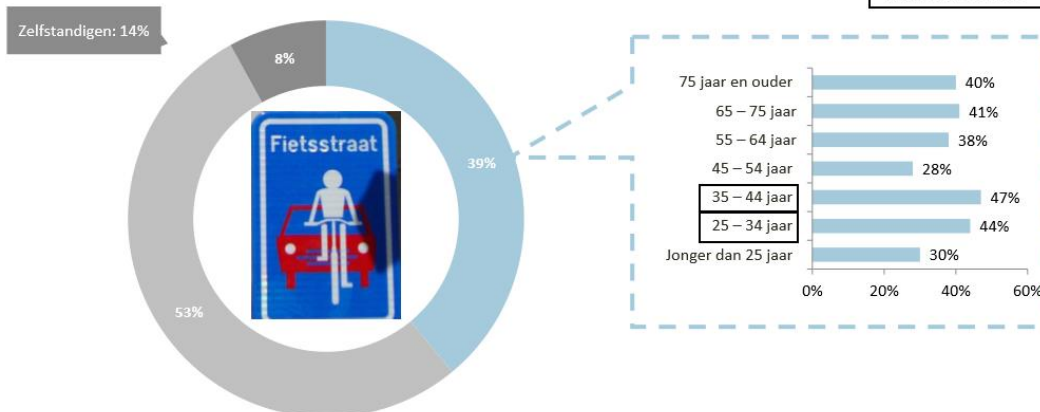 Zelfstandigen: 14%
8%
39%
53%
Fietsstraat
75 jaar en ouder
40%
65 – 75 jaar
41%
55 – 64 jaar
38%
45 – 54 jaar
28%
35 – 44 jaar
47%
25 – 34 jaar
44%
Jonger dan 25 jaar
30%
0%
20%
40%
60%